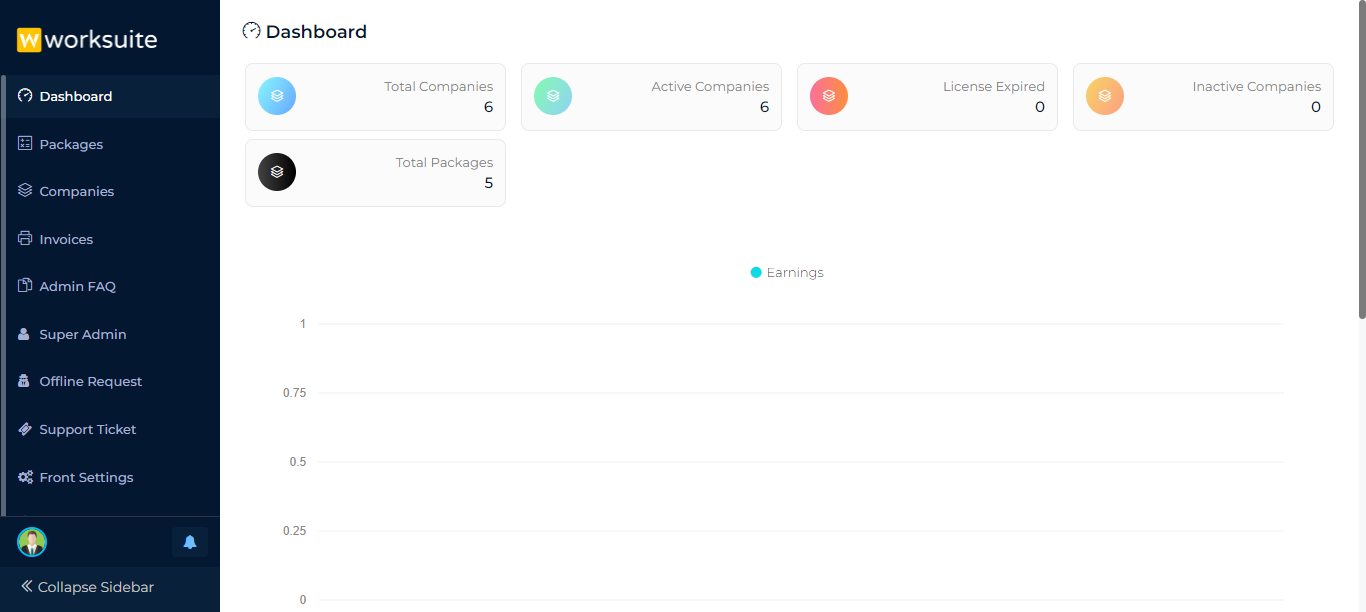 worksuite
Dashboard
Packages
Companies
Invoices
Admin FAQ
Super Admin
Offline Request
Support Ticket
Front Settings
Collapse Sidebar
Dashboard
Total Companies
6
Active Companies
6
License Expired
0
Inactive Companies
0
Total Packages
5
Earnings
1
0.75
0.5
0.25
0